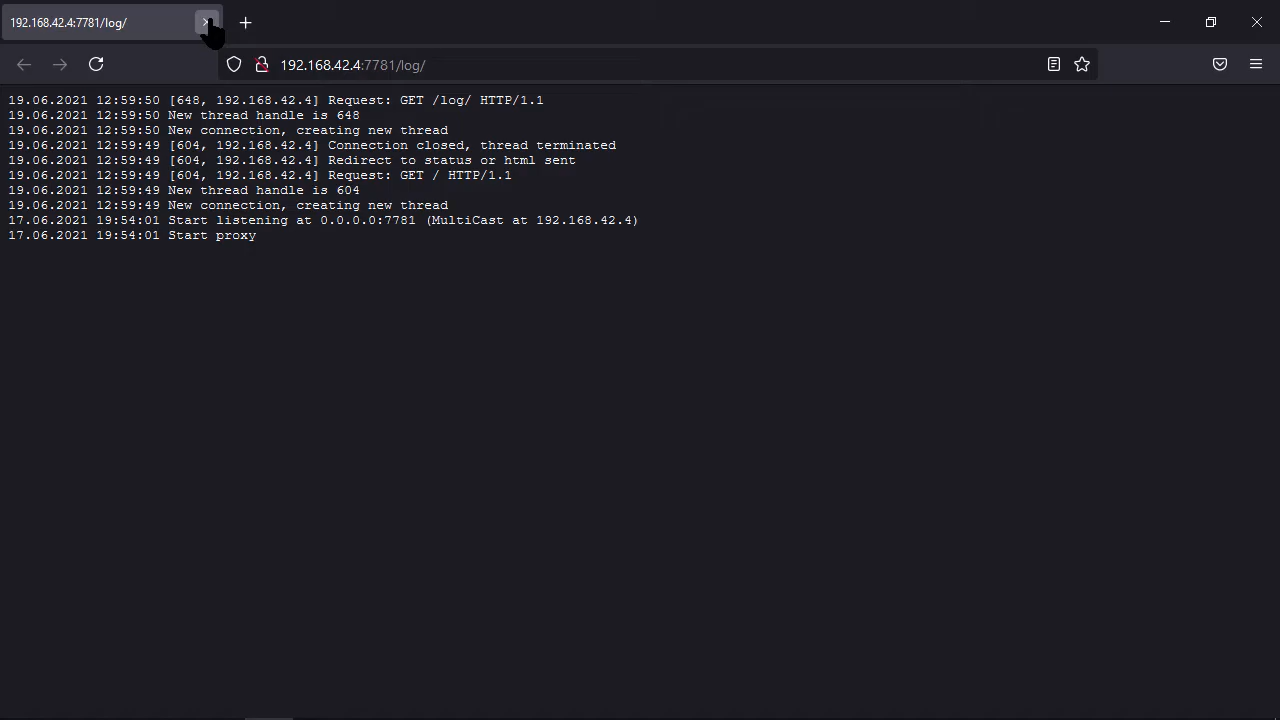 192.168.42.4:7781/log/
192.168.42.4:7781/log/
19.06.2021 12:59:50 [648, 192.168.42.4] Request: GET /log/ HTTP/1.1
19.06.2021 12:59:50 New thread handle is 648
19.06.2021 12:59:50 New connection, creating new thread
19.06.2021 12:59:49 [604, 192.168.42.4] Connection closed, thread terminated
19.06.2021 12:59:49 [604, 192.168.42.4] Redirect to status or html sent
19.06.2021 12:59:49 [604, 192.168.42.4] Request: GET / HTTP/1.1
19.06.2021 12:59:49 New thread handle is 604
19.06.2021 12:59:49 New connection, creating new thread
17.06.2021 19:54:01 Start listening at 0.0.0.0:7781 (MultiCast at 192.168.42.4)
17.06.2021 19:54:01 Start proxy